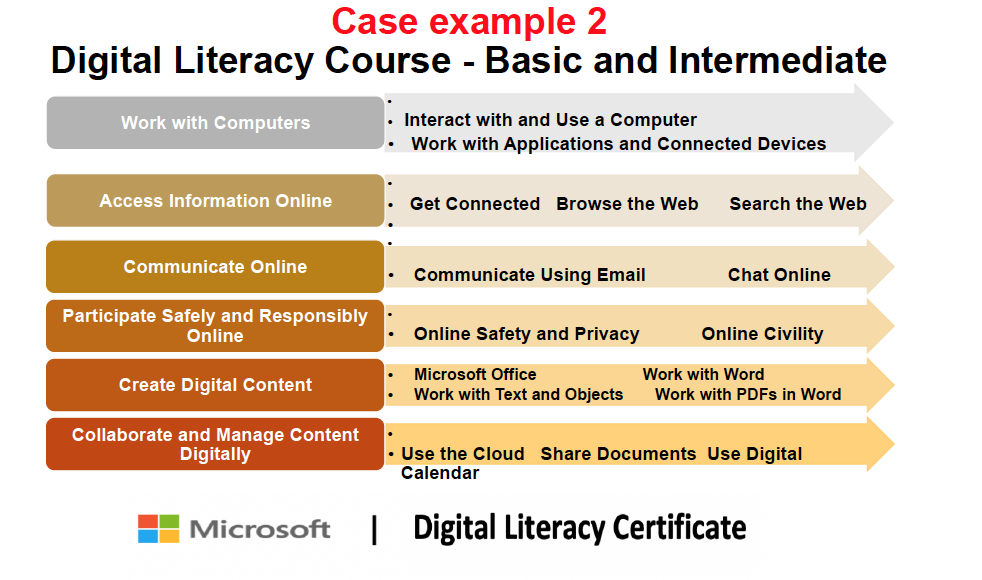 Case example 2
Digital Literacy Course - Basic and Intermediate
Work with Computers
•
• Interact with and Use a Computer
• Work with Applications and Connected Devices
Access Information Online
•
• Get Connected Browse the Web Search the Web
•
Communicate Online
•
• Communicate Using Email Chat Online
Participate Safely and Responsibly
Online
•
• Online Safety and Privacy Online Civility
Create Digital Content
• Microsoft Office Work with Word
• Work with Text and Objects Work with PDFs in Word
Collaborate and Manage Content
Digitally
•
• Use the Cloud Share Documents Use Digital
Calendar
Microsoft | Digital Literacy Certificate